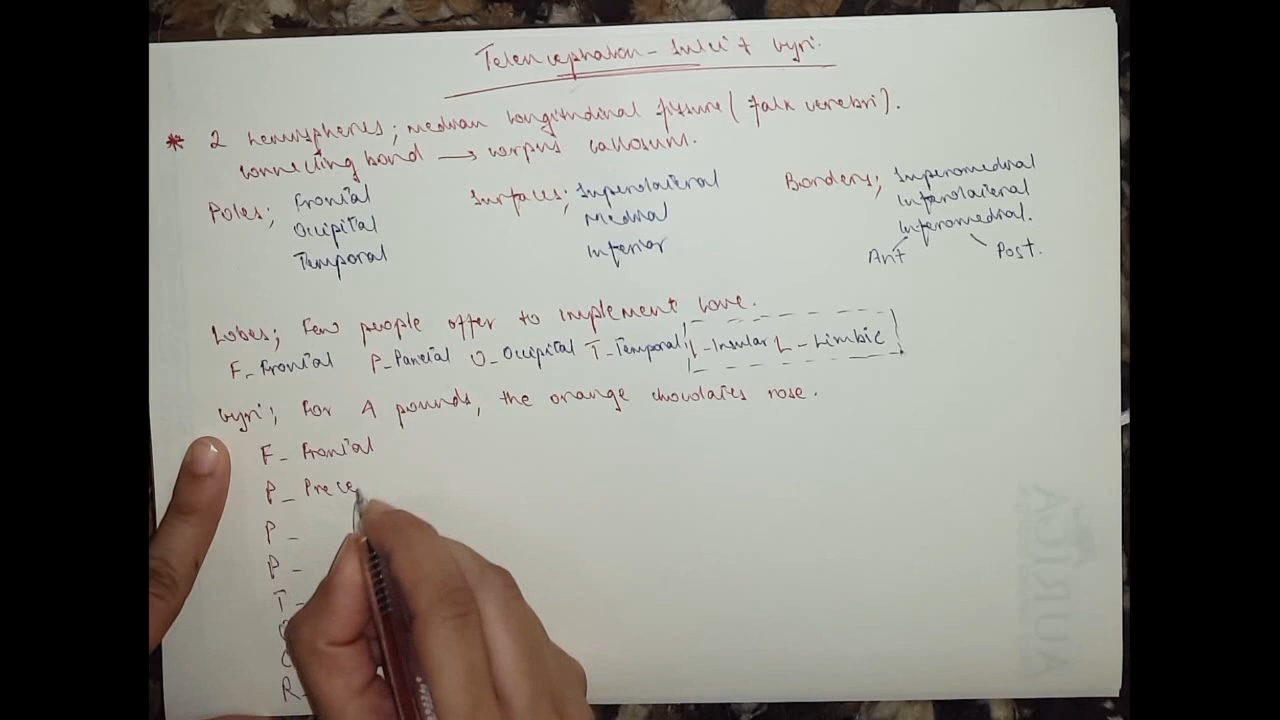 Telencephalon - Sulci + Gyri.
* 2 hemispheres; median longitudinal fissure (falx cerebri).
connecting band → corpus callosum.
Poles; Frontal
Occipital
Temporal
Surfaces; Superolateral
Medial
Inferior
Borders; Superomedial
Inferolateral
Inferomedial.
Ant Post.
Lobes; Few people offer to implement love.
F - Frontal P - Parietal O - Occipital T - Temporal I - Insular L - Limbic
Gyri; For A pounds, the orange chocolates rose.
F - Frontal
P - Prece
P -
P -
T -
O
C
R -
AURIGA